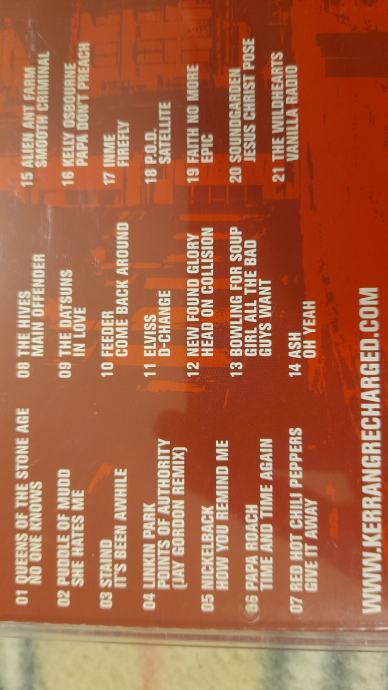 01 QUEENS OF THE STONE AGE
NO ONE KNOWS
02 PUDDLE OF MUDD
SHE HATES ME
03 STAND
IT'S BEEN AWHILE
04 LINKIN PARK
POINTS OF AUTHORITY
(JAY GORDON REMIX)
05 NICKELBACK
HOW YOU REMIND ME
06 PAPA ROACH
TIME AND TIME AGAIN
07 RED HOT CHILI PEPPERS
GIVE IT AWAY
08 THE HIVES
MAIN OFFENDER
09 THE DATSUNS
IN LOVE
10 FEEDER
COME BACK AROUND
11 ELVISS
D-CHANGE
12 NEW FOUND GLORY
HEAD ON COLLISION
13 BOWLING FOR SOUP
GIRL ALL THE BAD
GUYS WANT
14 ASH
OH YEAH
15 ALIEN ANT FARM
SMOOTH CRIMINAL
16 KELLY OSBOURNE
PAPA DON'T PREACH
17 INME
FIREFLY
18 P.O.D.
SATELLITE
19 FAITH NO MORE
EPIC
20 SOUNDGARDEN
JESUS CHRIST POSE
21 THE WILDHEARTS
VANILLA RADIO
WWW.KERRANGRECHARGED.COM